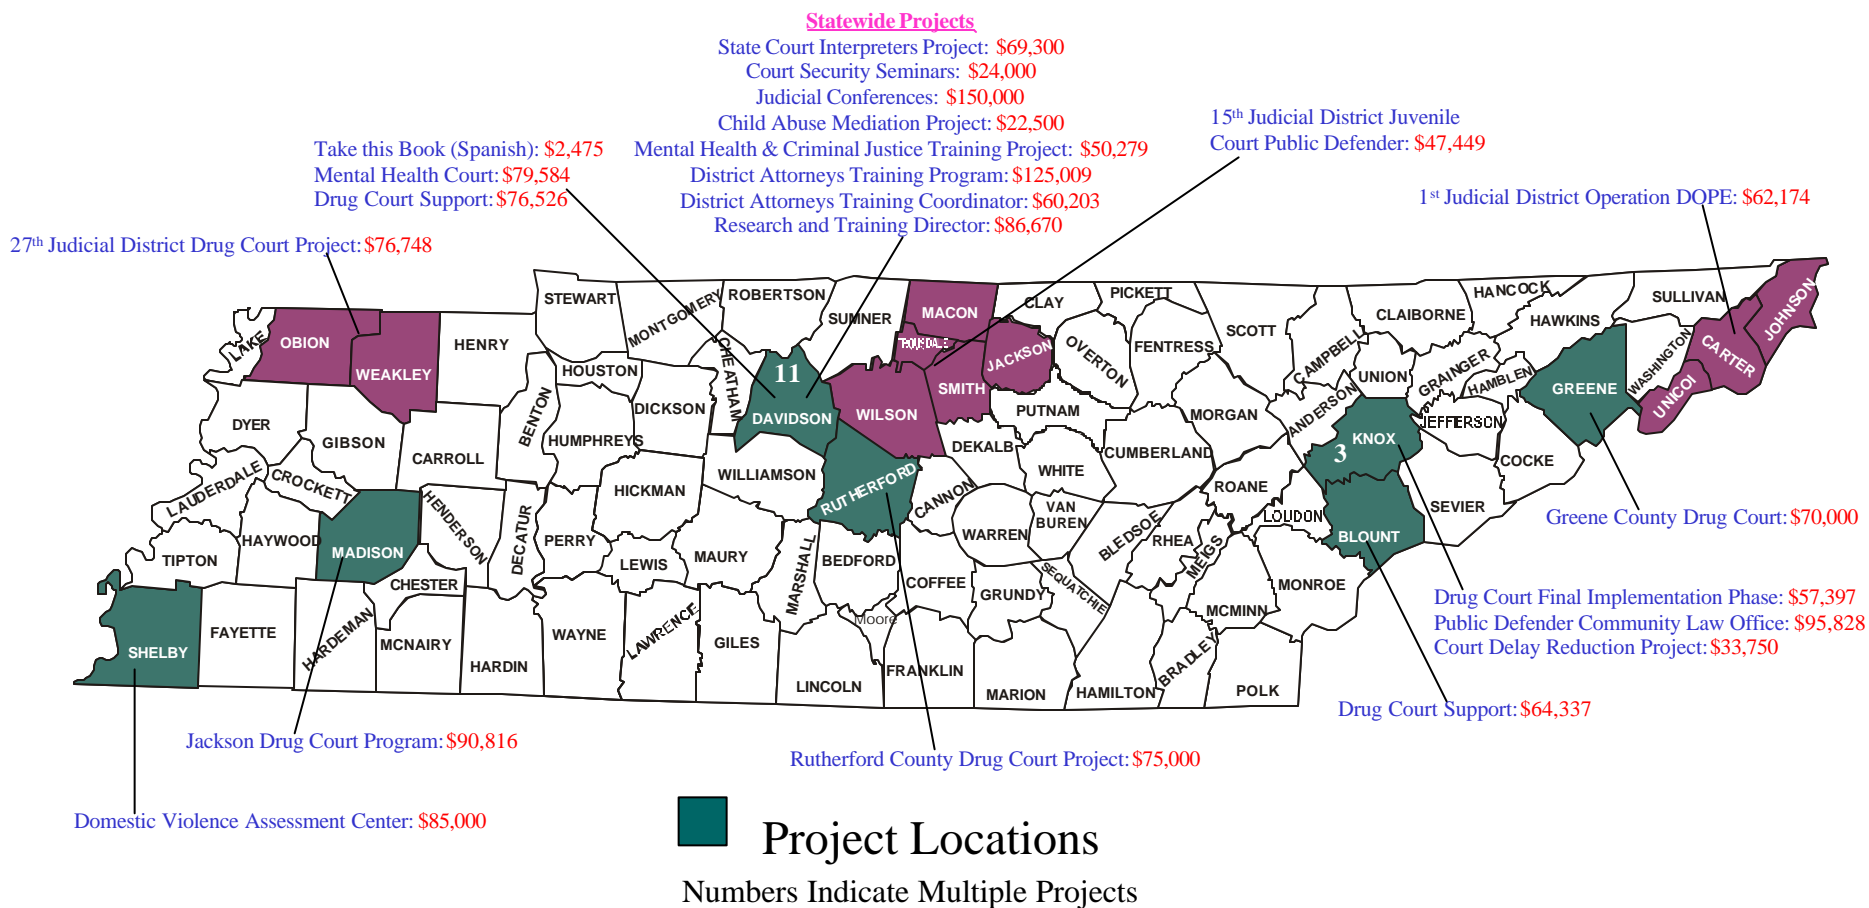 Statewide Projects
State Court Interpreters Project: $69,300
Court Security Seminars: $24,000
Judicial Conferences: $150,000
Child Abuse Mediation Project: $22,500
Mental Health & Criminal Justice Training Project: $50,279
District Attorneys Training Program: $125,009
District Attorneys Training Coordinator: $60,203
Research and Training Director: $86,670
Take this Book (Spanish): $2,475
Mental Health Court: $79,584
Drug Court Support: $76,526
15th Judicial District Juvenile
Court Public Defender: $47,449
1st Judicial District Operation DOPE: $62,174
27th Judicial District Drug Court Project: $76,748
LAKE
OBION
WEAKLEY
HENRY
STEWART
MONTGOMERY
ROBERTSON
SUMNER
MACON
CLAY
PICKETT
SCOTT
CLAIBORNE
HANCOCK
HAWKINS
SULLIVAN
JOHNSON
CARTER
UNICOI
WASHINGTON
GREENE
HOUSTON
CHEATHAM
11
DAVIDSON
WILSON
SMITH
JACKSON
OVERTON
FENTRESS
CAMPBELL
UNION
GRAINGER
HAMBLEN
JEFFERSON
DYER
GIBSON
CARROLL
BENTON
HUMPHREYS
DICKSON
WILLIAMSON
RUTHERFORD
DEKALB
PUTNAM
WHITE
CUMBERLAND
MORGAN
ANDERSON
KNOX
3
COCKE
SEVIER
LAUDERDALE
CROCKETT
HAYWOOD
MADISON
HENDERSON
DECATUR
PERRY
HICKMAN
LEWIS
MAURY
MARSHALL
BEDFORD
CANNON
WARREN
VAN
BUREN
BLEDSOE
RHEA
MEIGS
ROANE
LOUDON
BLOUNT
MONROE
TIPTON
CHESTER
COFFEE
GRUNDY
SEQUATCHIE
MCMINN
SHELBY
FAYETTE
HARDEMAN
MCNAIRY
HARDIN
WAYNE
LAWRENCE
GILES
LINCOLN
Moore
FRANKLIN
MARION
HAMILTON
BRADLEY
POLK
Greene County Drug Court: $70,000
Drug Court Final Implementation Phase: $57,397
Public Defender Community Law Office: $95,828
Court Delay Reduction Project: $33,750
Drug Court Support: $64,337
Jackson Drug Court Program: $90,816
Rutherford County Drug Court Project: $75,000
Domestic Violence Assessment Center: $85,000
Project Locations
Numbers Indicate Multiple Projects